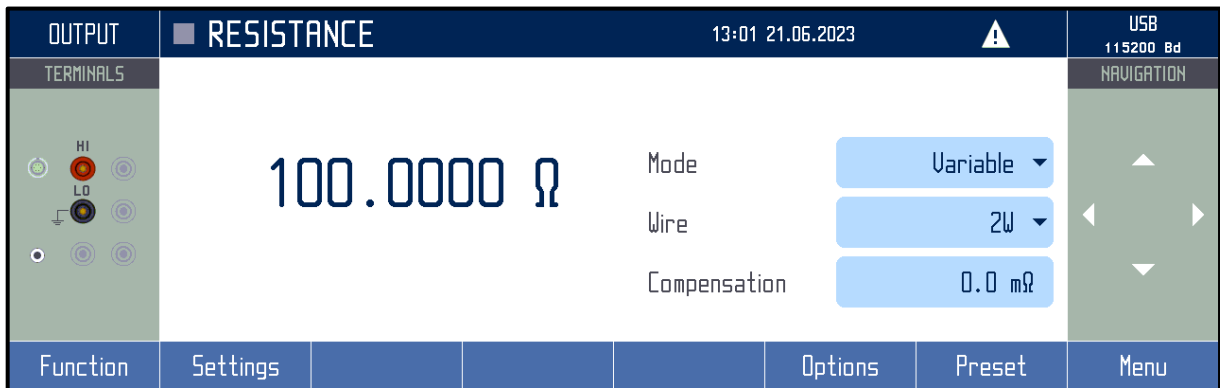 OUTPUT
RESISTANCE
13:01 21.06.2023
USB
115200 Bd
TERMINALS
NAVIGATION
HI
LO
100.0000 Ω
Mode
Variable
Wire
2W
Compensation
0.0 mΩ
Function
Settings
Options
Preset
Menu